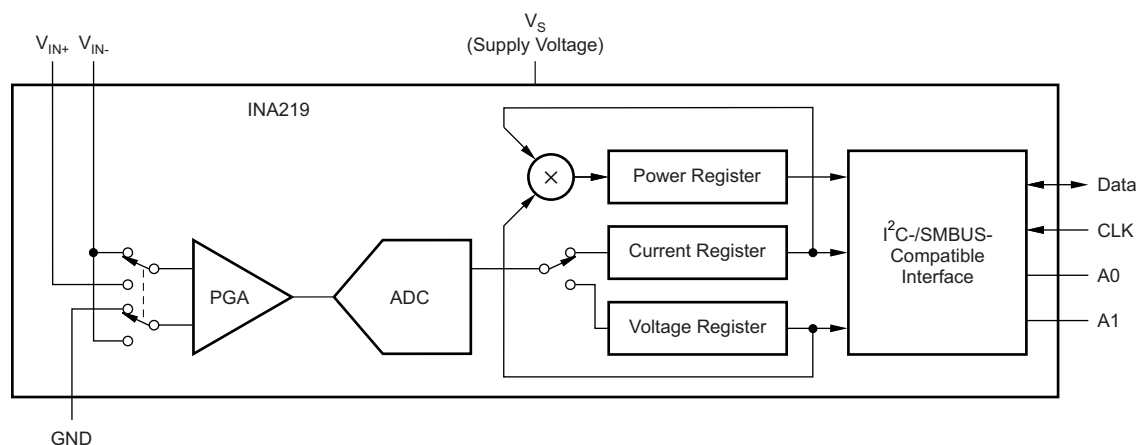 V_S
(Supply Voltage)
V_IN+ V_IN-
INA219
× Power Register
Current Register
Voltage Register
PGA
ADC
I²C-/SMBUS-
Compatible
Interface
Data
CLK
A0
A1
GND